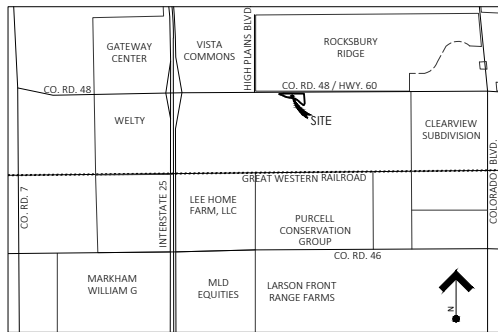 GATEWAY
CENTER
VISTA
COMMONS
HIGH PLAINS BLVD
ROCKSBURY
RIDGE
CO. RD. 48
CO. RD. 48 / HWY. 60
WELTY
SITE
CLEARVIEW
SUBDIVISION
CO. RD. 7
INTERSTATE 25
GREAT WESTERN RAILROAD
COLORADO BLVD.
LEE HOME
FARM, LLC
PURCELL
CONSERVATION
GROUP
CO. RD. 46
MARKHAM
WILLIAM G
MLD
EQUITIES
LARSON FRONT
RANGE FARMS
N